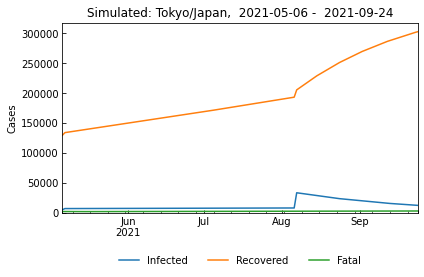 Simulated: Tokyo/Japan, 2021-05-06 - 2021-09-24
Cases
300000
250000
200000
150000
100000
50000
0
Jun
2021
Jul
Aug
Sep
Infected
Recovered
Fatal